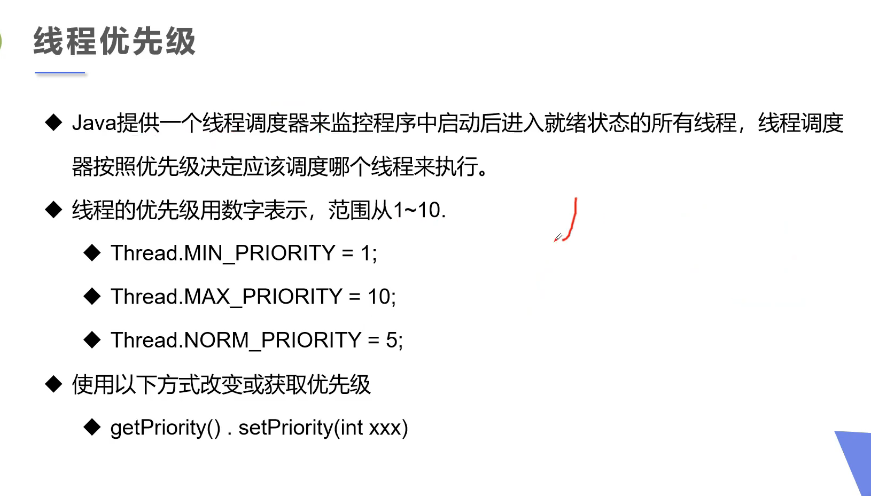 线程优先级
Java提供一个线程调度器来监控程序中启动后进入就绪状态的所有线程，线程调度
器按照优先级决定应该调度哪个线程来执行。
线程的优先级用数字表示，范围从1~10.
Thread.MIN_PRIORITY = 1;
Thread.MAX_PRIORITY = 10;
Thread.NORM_PRIORITY = 5;
使用以下方式改变或获取优先级
getPriority() . setPriority(int xxx)